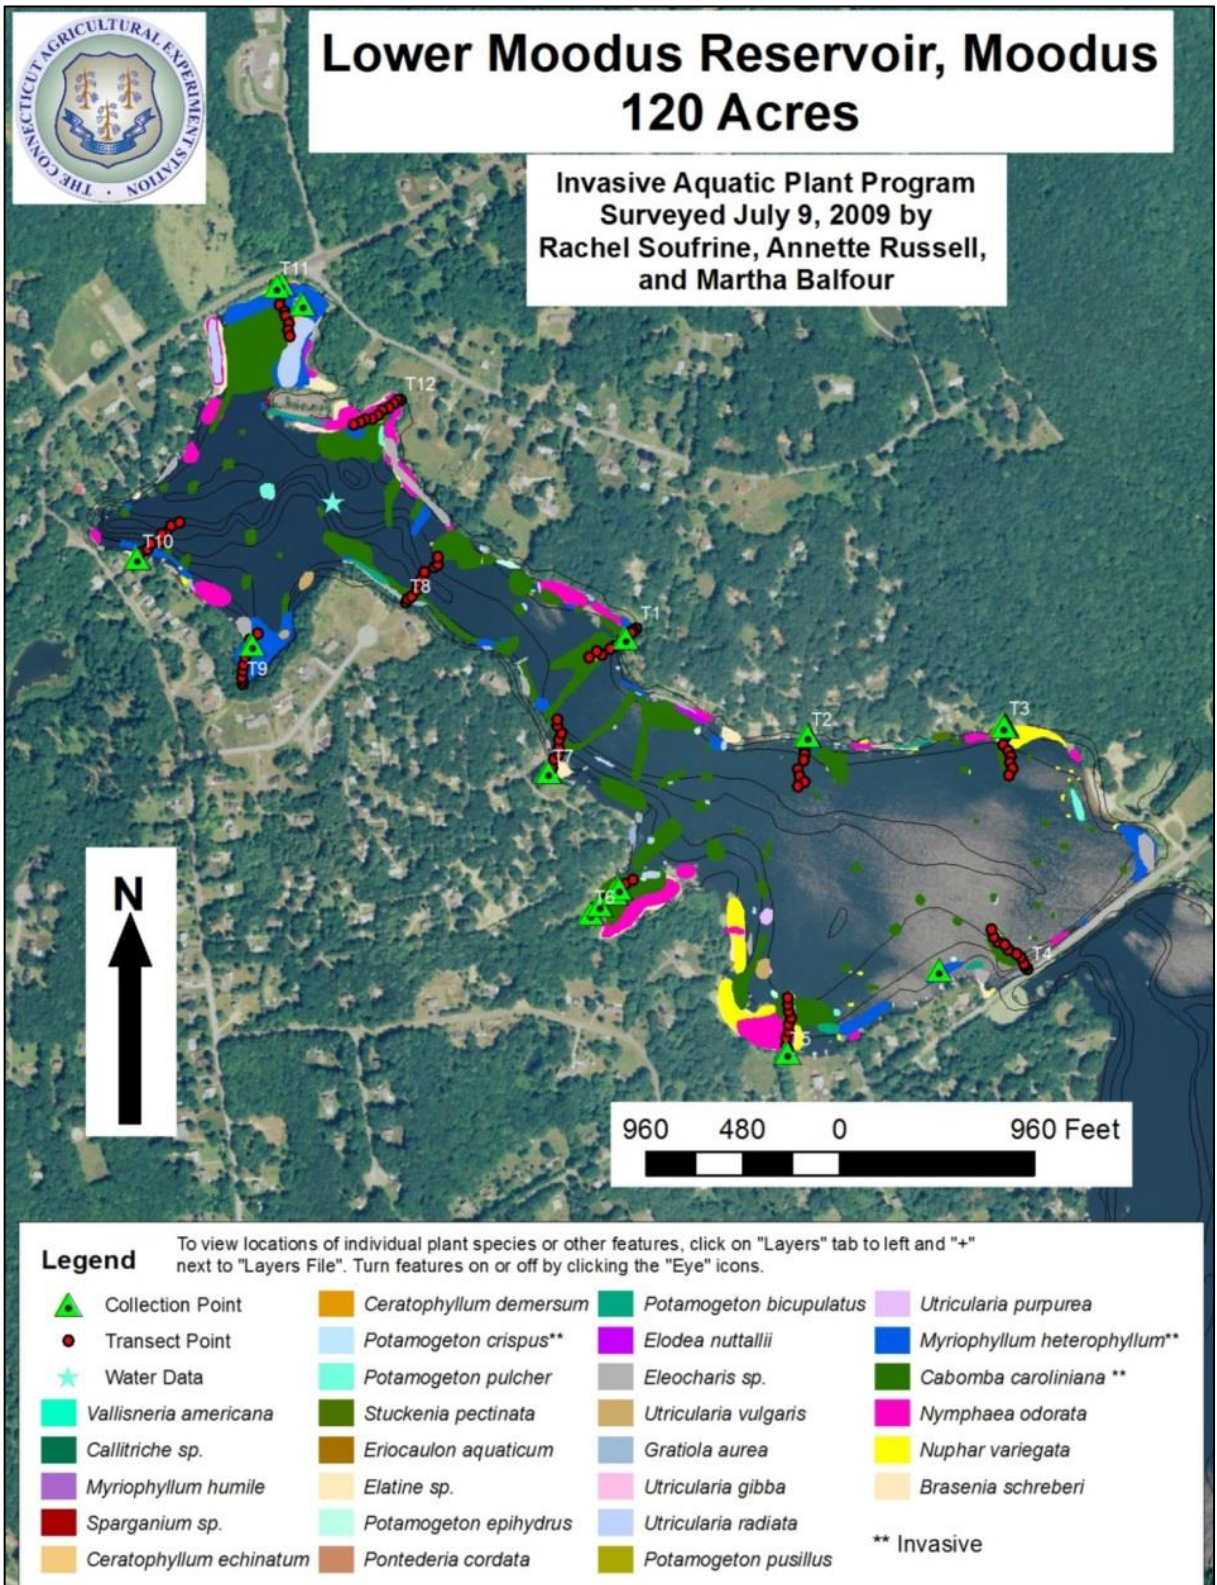 THE CONNECTICUT AGRICULTURAL EXPERIMENT STATION
Lower Moodus Reservoir, Moodus
120 Acres
Invasive Aquatic Plant Program
Surveyed July 9, 2009 by
Rachel Soufrine, Annette Russell,
and Martha Balfour
T11
T12
T10
T8
T1
T9
T2
T3
T7
T6
T4
T5
N
960 480 0 960 Feet
Legend
To view locations of individual plant species or other features, click on "Layers" tab to left and "+"
next to "Layers File". Turn features on or off by clicking the "Eye" icons.
Collection Point
Transect Point
Water Data
Vallisneria americana
Callitriche sp.
Myriophyllum humile
Sparganium sp.
Ceratophyllum echinatum
Ceratophyllum demersum
Potamogeton crispus**
Potamogeton pulcher
Stuckenia pectinata
Eriocaulon aquaticum
Elatine sp.
Potamogeton epihydrus
Pontederia cordata
Potamogeton bicupulatus
Elodea nuttallii
Eleocharis sp.
Utricularia vulgaris
Gratiola aurea
Utricularia gibba
Utricularia radiata
Potamogeton pusillus
Utricularia purpurea
Myriophyllum heterophyllum**
Cabomba caroliniana **
Nymphaea odorata
Nuphar variegata
Brasenia schreberi
** Invasive